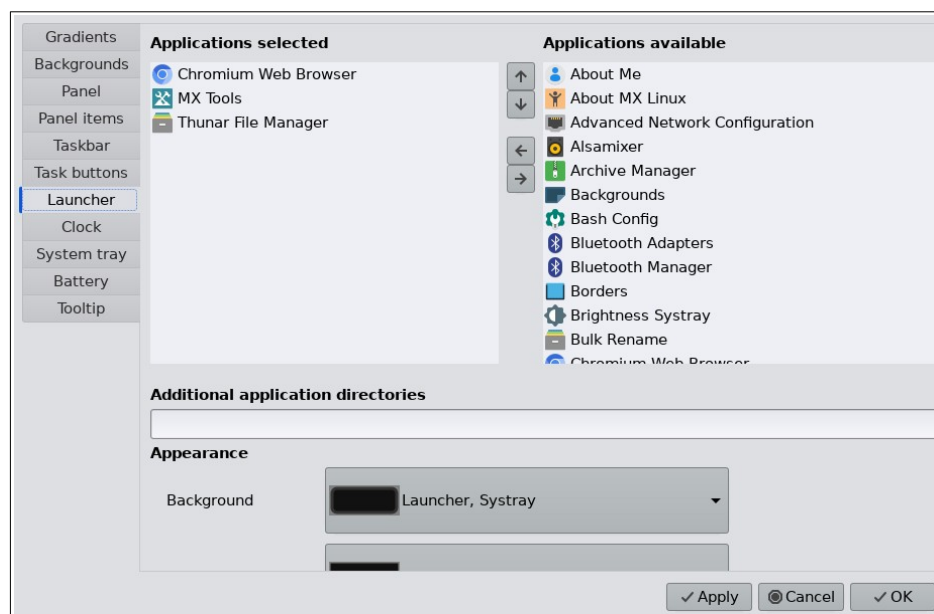 Gradients
Backgrounds
Panel
Panel items
Taskbar
Task buttons
Launcher
Clock
System tray
Battery
Tooltip
Applications selected
Chromium Web Browser
MX Tools
Thunar File Manager
Applications available
About Me
About MX Linux
Advanced Network Configuration
Alsamixer
Archive Manager
Backgrounds
Bash Config
Bluetooth Adapters
Bluetooth Manager
Borders
Brightness Systray
Bulk Rename
Chromium Web Browser
Additional application directories
Appearance
Background
Launcher, Systray
Apply
Cancel
OK